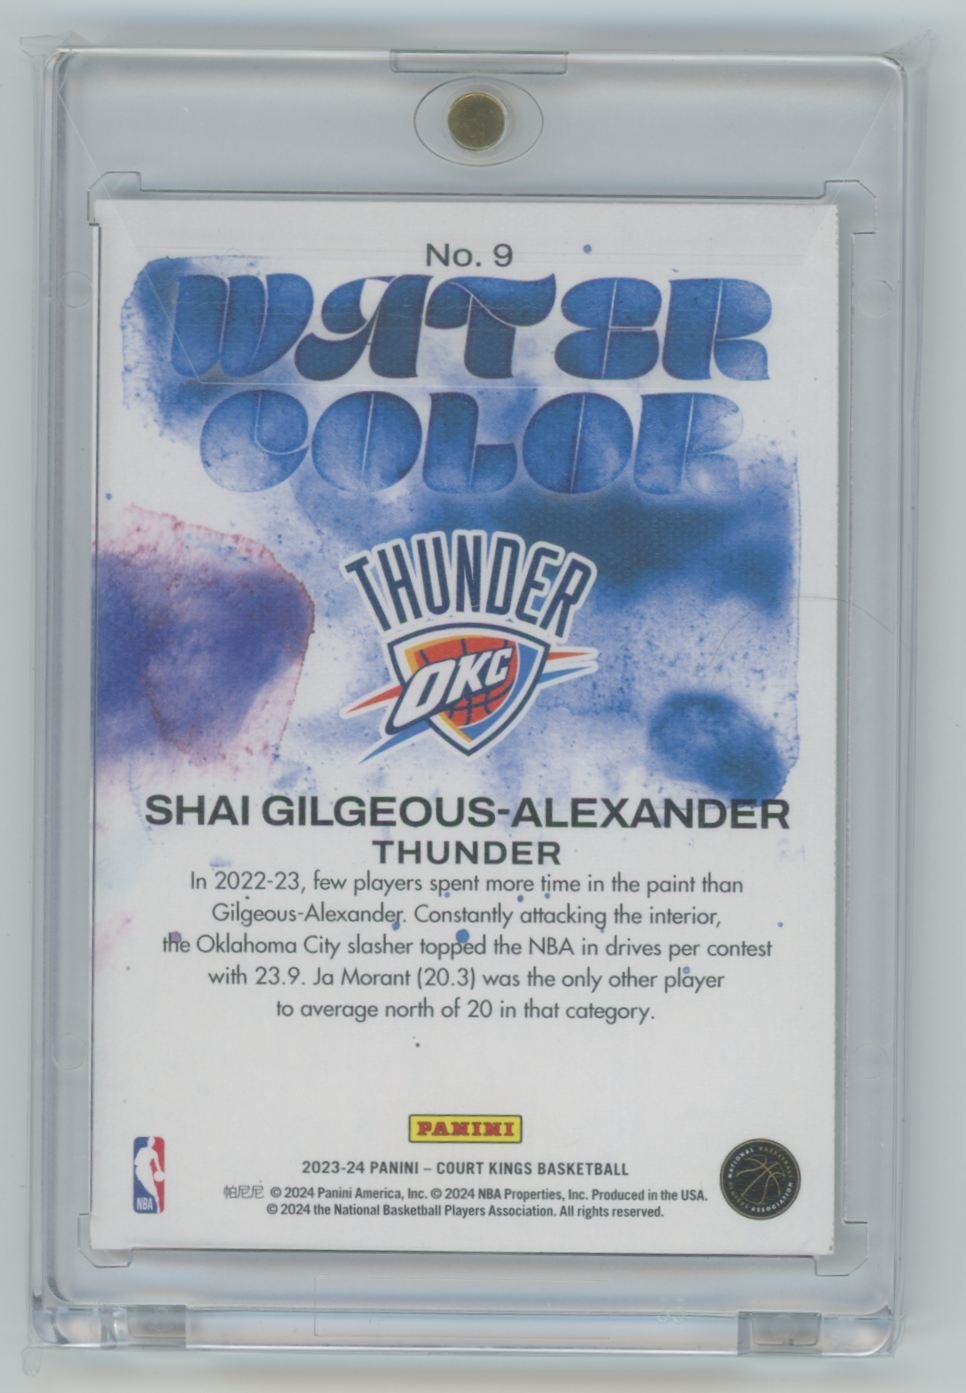 No. 9
WATER
COLOR
THUNDER
OKC
SHAI GILGEOUS-ALEXANDER
THUNDER
In 2022-23, few players spent more time in the paint than
Gilgeous-Alexander. Constantly attacking the interior,
the Oklahoma City slasher topped the NBA in drives per contest
with 23.9. Ja Morant (20.3) was the only other player
to average north of 20 in that category.
PANINI
2023-24 PANINI – COURT KINGS BASKETBALL
帕尼尼 © 2024 Panini America, Inc. © 2024 NBA Properties, Inc. Produced in the USA.
© 2024 the National Basketball Players Association. All rights reserved.
NBA
NATIONAL BASKETBALL PLAYERS ASSOCIATION